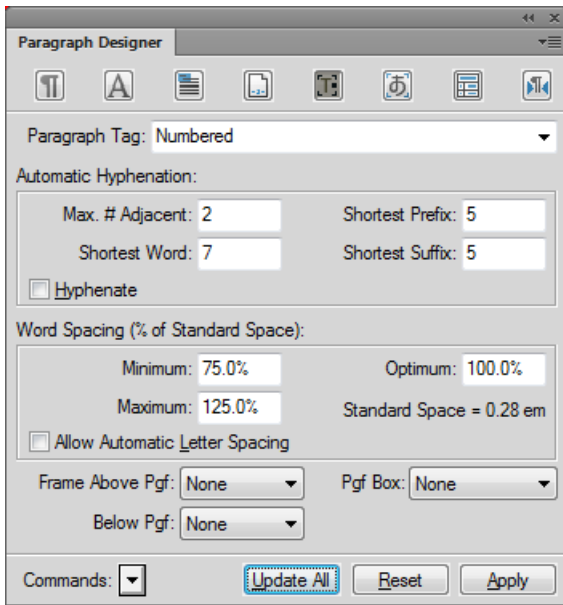 Paragraph Designer
Paragraph Tag: Numbered
Automatic Hyphenation:
Max. # Adjacent: 2 Shortest Prefix: 5
Shortest Word: 7 Shortest Suffix: 5
Hyphenate
Word Spacing (% of Standard Space):
Minimum: 75.0% Optimum: 100.0%
Maximum: 125.0% Standard Space = 0.28 em
Allow Automatic Letter Spacing
Frame Above Pgf: None Pgf Box: None
Below Pgf: None
Commands: Update All Reset Apply